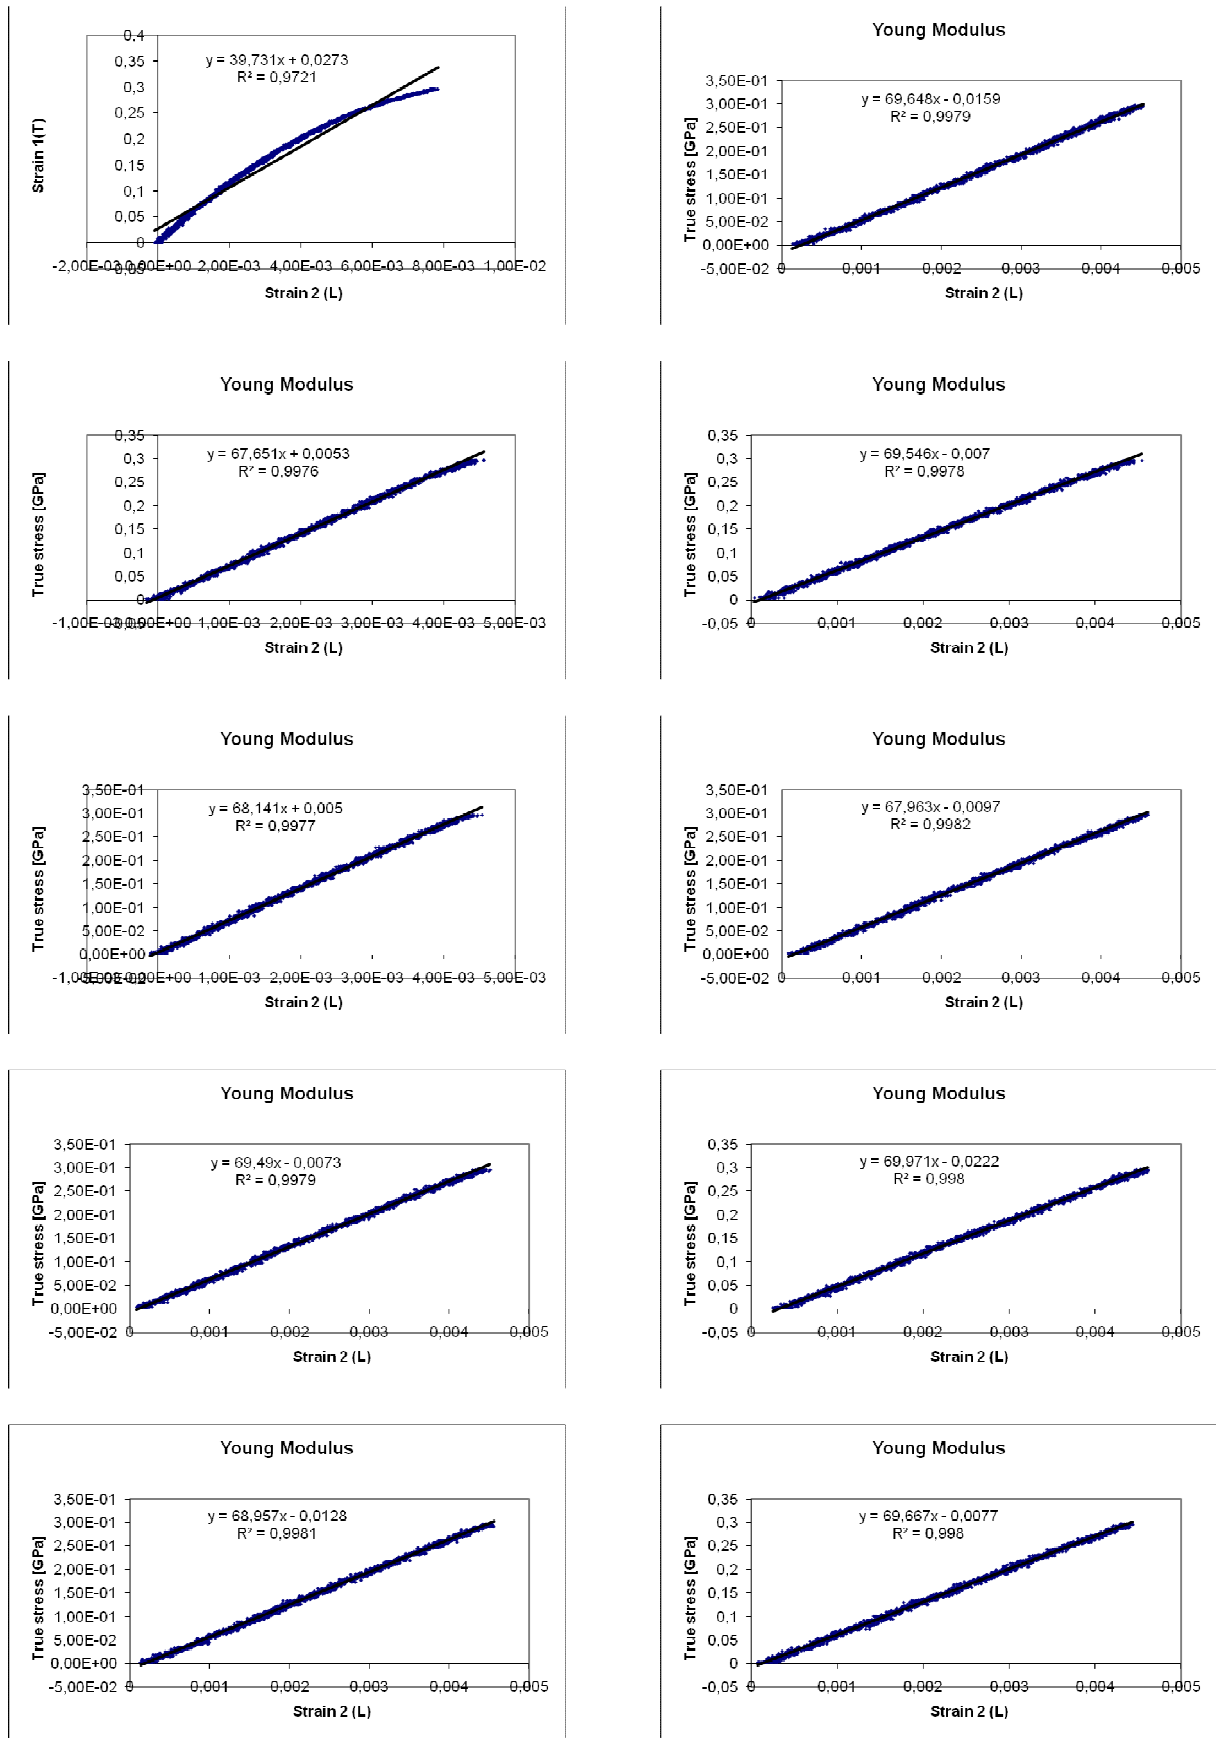 0,4
0,35
0,3
0,25
0,2
0,15
0,1
0,05
0
y = 39,731x + 0,0273
R² = 0,9721
Strain 1(T)
2,00E-03 4,00E-03 6,00E-03 8,00E-03 1,00E-02
Strain 2 (L)
Young Modulus
3,50E-01
3,00E-01
2,50E-01
2,00E-01
1,50E-01
1,00E-01
5,00E-02
0,00E+00
-5,00E-02
y = 69,648x - 0,0159
R² = 0,9979
True stress [GPa]
0 0,001 0,002 0,003 0,004 0,005
Strain 2 (L)
Young Modulus
0,35
0,3
0,25
0,2
0,15
0,1
0,05
0
y = 67,651x + 0,0053
R² = 0,9976
True stress [GPa]
1,00E-03 2,00E-03 3,00E-03 4,00E-03 5,00E-03
Strain 2 (L)
Young Modulus
0,35
0,3
0,25
0,2
0,15
0,1
0,05
0
-0,05
y = 69,546x - 0,007
R² = 0,9978
True stress [GPa]
0 0,001 0,002 0,003 0,004 0,005
Strain 2 (L)
Young Modulus
3,50E-01
3,00E-01
2,50E-01
2,00E-01
1,50E-01
1,00E-01
5,00E-02
0,00E+00
y = 68,141x + 0,005
R² = 0,9977
True stress [GPa]
1,00E-03 2,00E-03 3,00E-03 4,00E-03 5,00E-03
Strain 2 (L)
Young Modulus
3,50E-01
3,00E-01
2,50E-01
2,00E-01
1,50E-01
1,00E-01
5,00E-02
0,00E+00
-5,00E-02
y = 67,963x - 0,0097
R² = 0,9982
True stress [GPa]
0 0,001 0,002 0,003 0,004 0,005
Strain 2 (L)
Young Modulus
3,50E-01
3,00E-01
2,50E-01
2,00E-01
1,50E-01
1,00E-01
5,00E-02
0,00E+00
-5,00E-02
y = 69,49x - 0,0073
R² = 0,9979
True stress [GPa]
0 0,001 0,002 0,003 0,004 0,005
Strain 2 (L)
Young Modulus
0,35
0,3
0,25
0,2
0,15
0,1
0,05
0
-0,05
y = 69,971x - 0,0222
R² = 0,998
True stress [GPa]
0 0,001 0,002 0,003 0,004 0,005
Strain 2 (L)
Young Modulus
3,50E-01
3,00E-01
2,50E-01
2,00E-01
1,50E-01
1,00E-01
5,00E-02
0,00E+00
-5,00E-02
y = 68,957x - 0,0128
R² = 0,9981
True stress [GPa]
0 0,001 0,002 0,003 0,004 0,005
Strain 2 (L)
Young Modulus
0,35
0,3
0,25
0,2
0,15
0,1
0,05
0
-0,05
y = 69,667x - 0,0077
R² = 0,998
True stress [GPa]
0 0,001 0,002 0,003 0,004 0,005
Strain 2 (L)